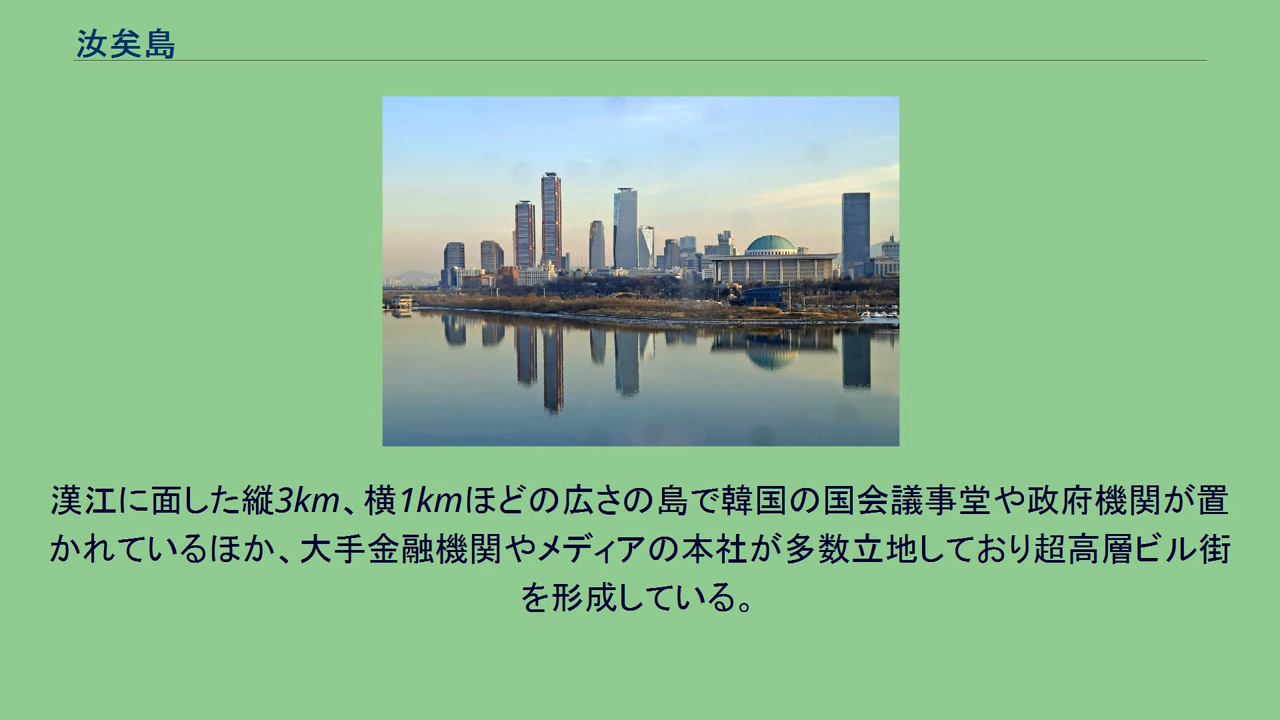 汝矣島
漢江に面した縦3km、横1kmほどの広さの島で韓国の国会議事堂や政府機関が置
かれているほか、大手金融機関やメディアの本社が多数立地しており超高層ビル街
を形成している。